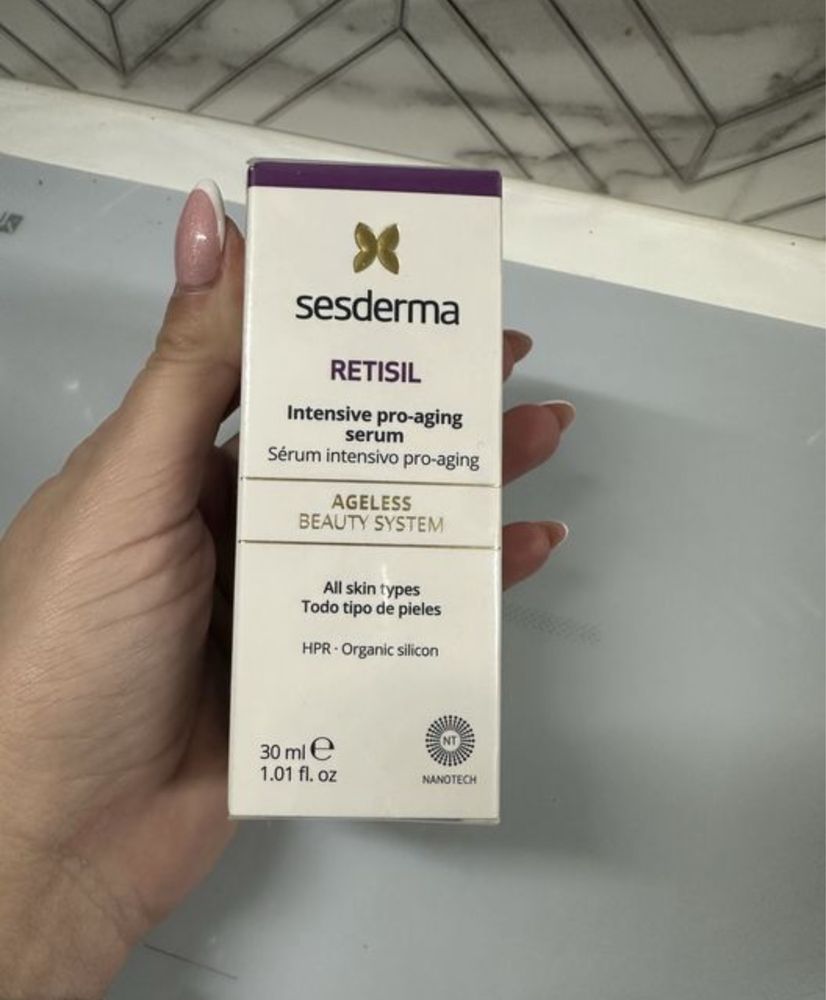 sesderma
RETISIL
Intensive pro-aging
serum
Sérum intensivo pro-aging
AGELESS
BEAUTY SYSTEM
All skin types
Todo tipo de pieles
HPR · Organic silicon
30 ml ℮
1.01 fl. oz
NT
NANOTECH